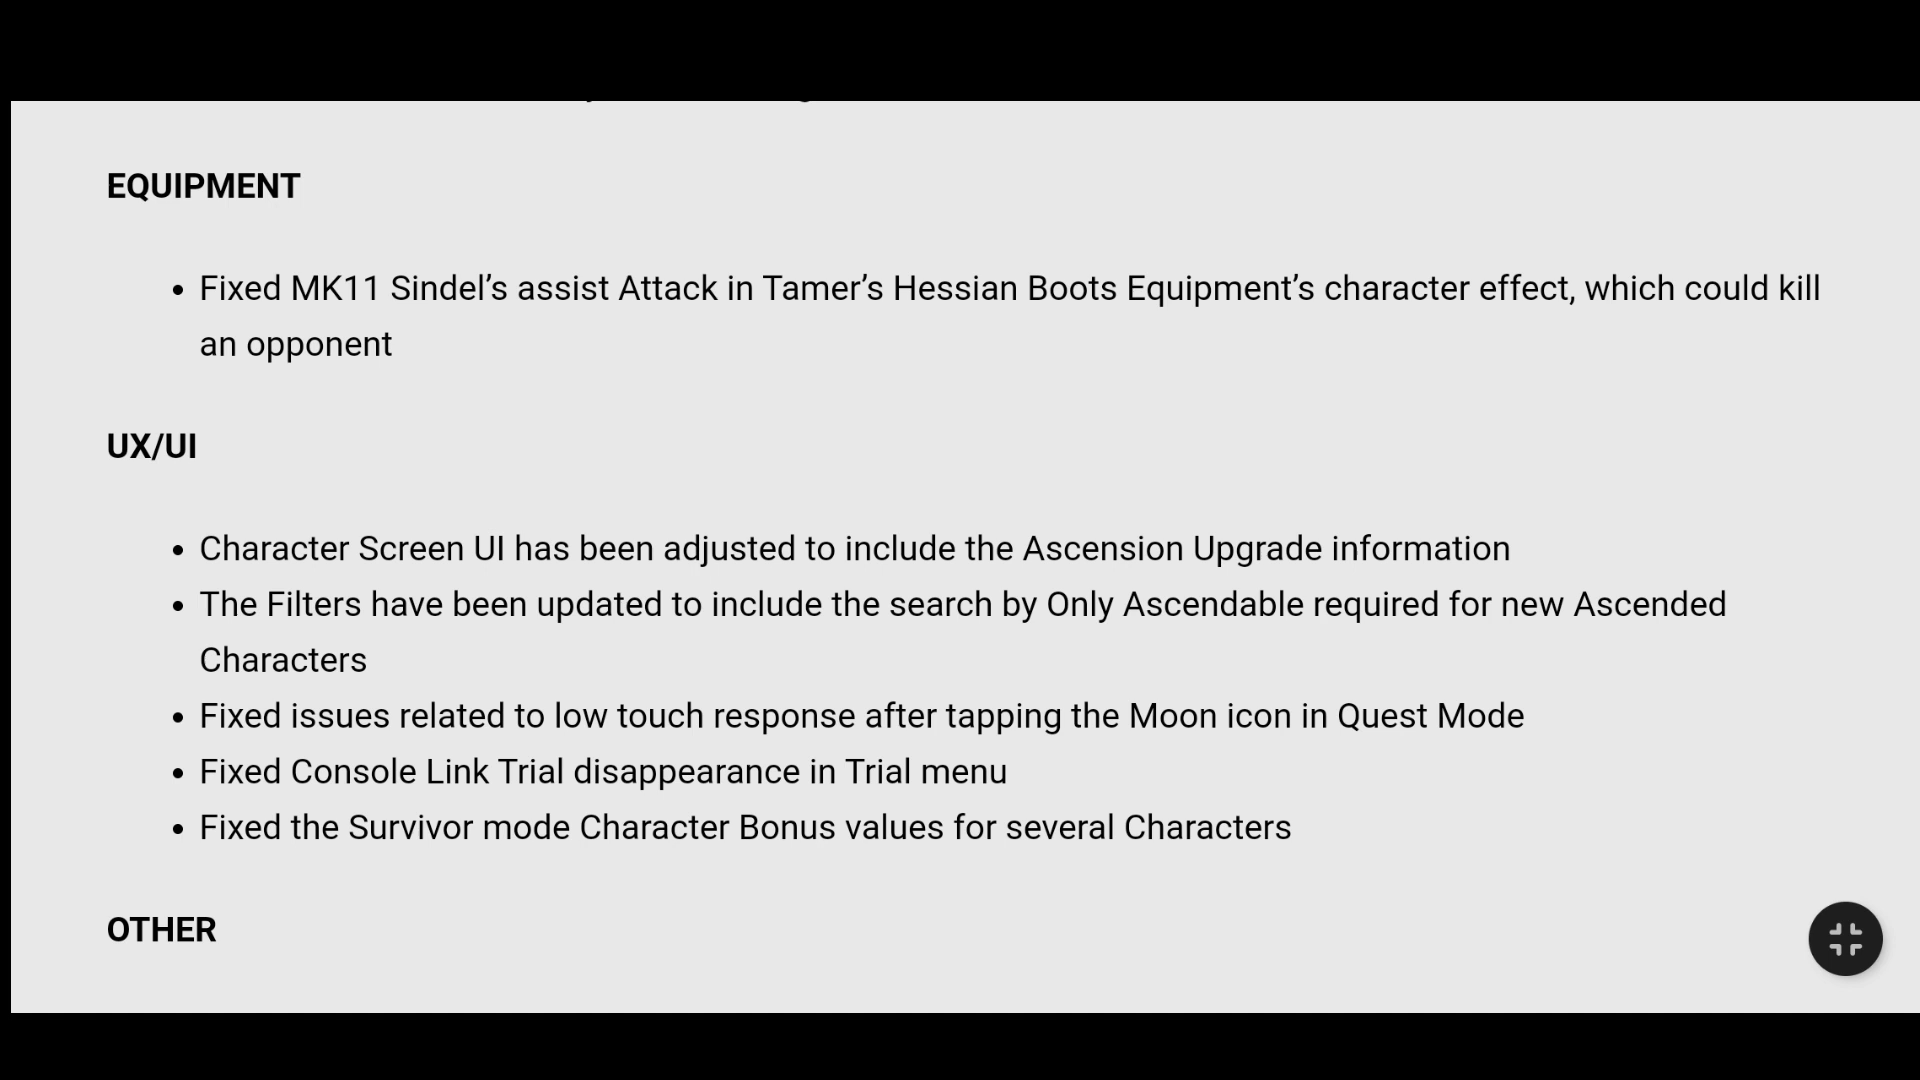 EQUIPMENT
• Fixed MK11 Sindel’s assist Attack in Tamer’s Hessian Boots Equipment’s character effect, which could kill
an opponent
UX/UI
• Character Screen UI has been adjusted to include the Ascension Upgrade information
• The Filters have been updated to include the search by Only Ascendable required for new Ascended
Characters
• Fixed issues related to low touch response after tapping the Moon icon in Quest Mode
• Fixed Console Link Trial disappearance in Trial menu
• Fixed the Survivor mode Character Bonus values for several Characters
OTHER